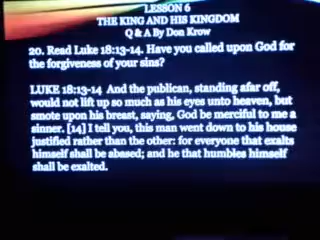 LESSON 6
THE KING AND HIS KINGDOM
Q & A By Don Krow
20. Read Luke 18:13-14. Have you called upon God for
the forgiveness of your sins?
LUKE 18:13-14 And the publican, standing afar off,
would not lift up so much as his eyes unto heaven, but
smote upon his breast, saying, God be merciful to me a
sinner. [14] I tell you, this man went down to his house
justified rather than the other: for everyone that exalts
himself shall be abased; and he that humbles himself
shall be exalted.